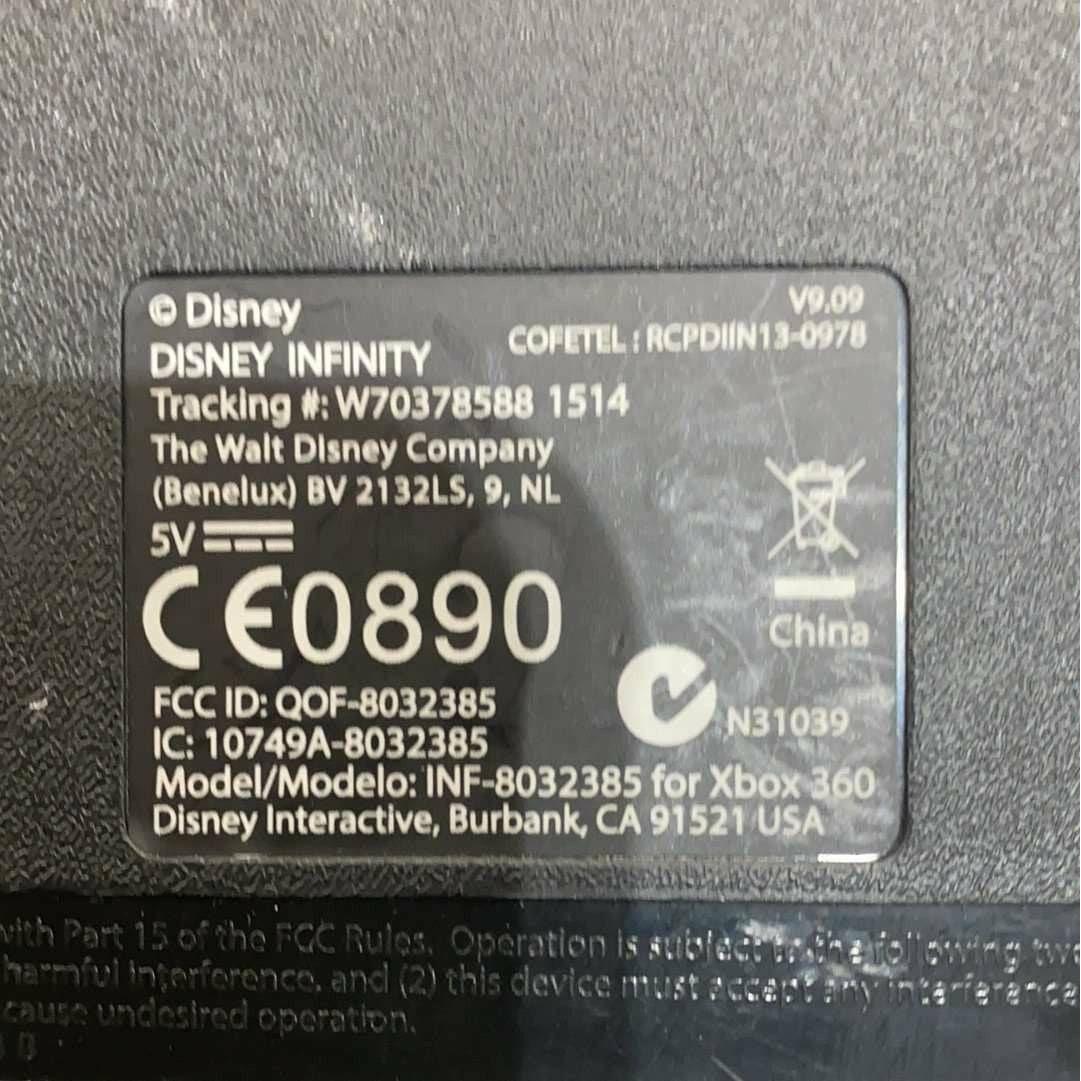 © Disney
V9.09
DISNEY INFINITY
COFETEL : RCPDIIN13-0978
Tracking #: W70378588 1514
The Walt Disney Company
(Benelux) BV 2132LS, 9, NL
5V
CE0890
China
FCC ID: QOF-8032385
N31039
IC: 10749A-8032385
Model/Modelo: INF-8032385 for Xbox 360
Disney Interactive, Burbank, CA 91521 USA
with Part 15 of the FCC Rules. Operation is subject to the following two
harmful interference, and (2) this device must accept any interference
cause undesired operation.